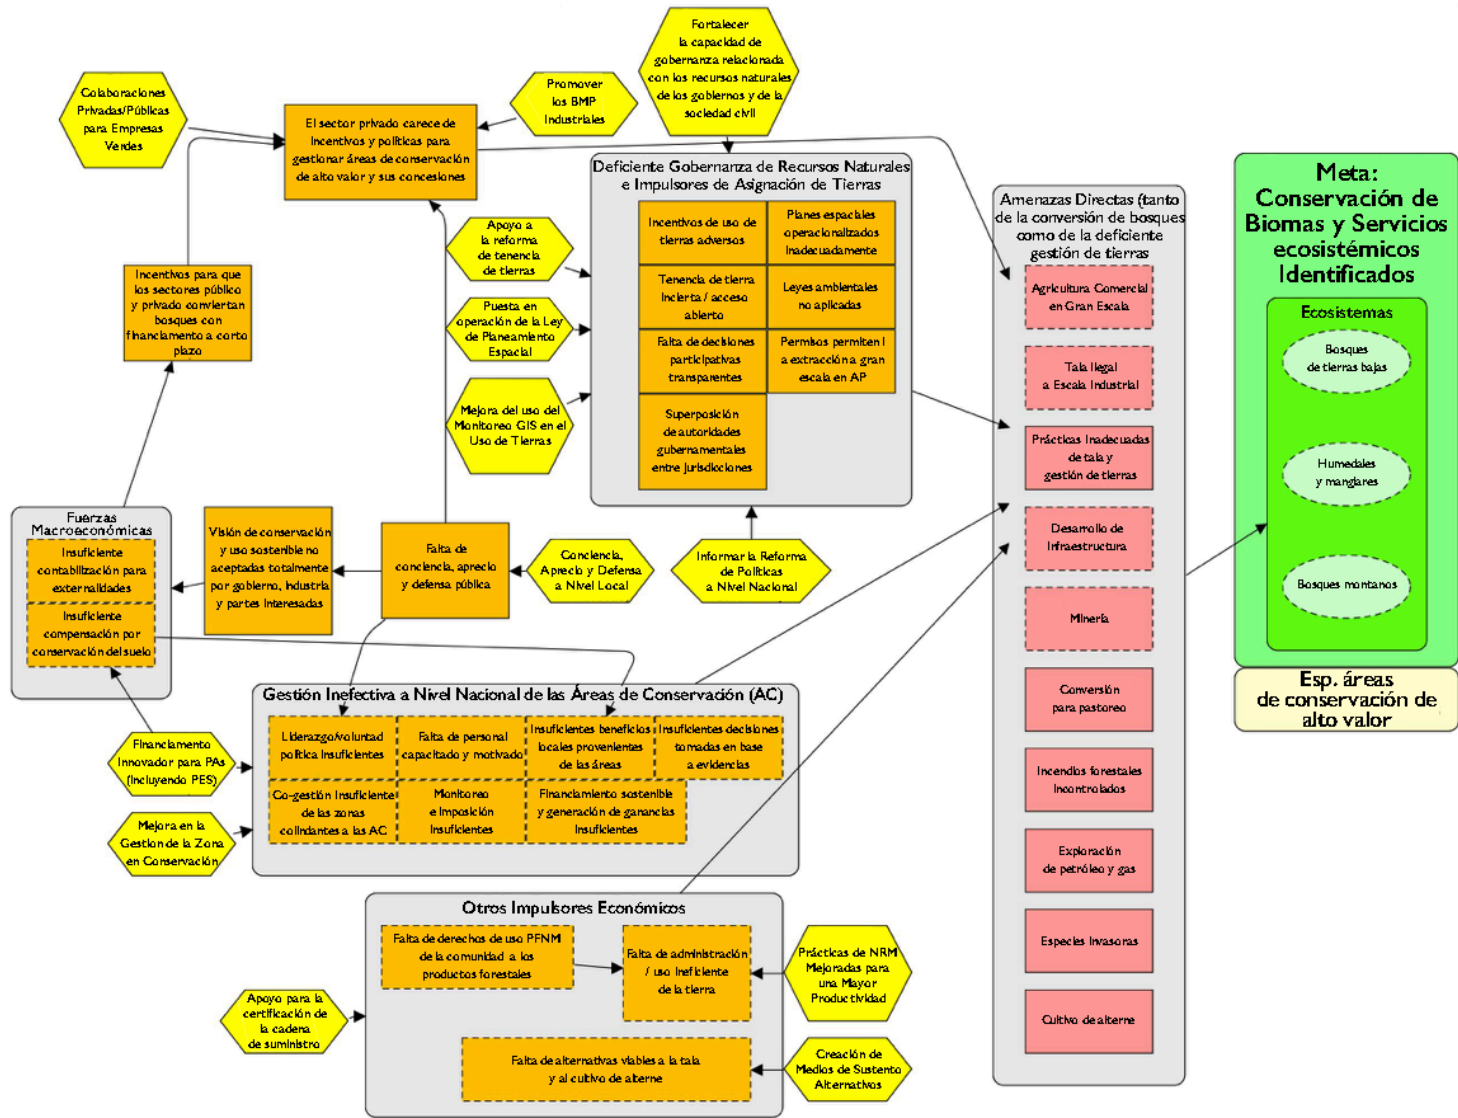 Fortalecer
la capacidad de
gobernanza relacionada
con los recursos naturales
de los gobiernos y de la
sociedad civil
Colaboraciones
Privadas/Públicas
para Empresas
Verdes
El sector privado carece de
incentivos y políticas para
gestionar áreas de conservación
de alto valor y sus concesiones
Promover
los BMP
Industriales
Deficiente Gobernanza de Recursos Naturales
e Impulsores de Asignación de Tierras
Incentivos de uso de
tierras adversos
Planes espaciales
operacionalizados
inadecuadamente
Tenencia de tierra
incierta / acceso
abierto
Leyes ambientales
no aplicadas
Falta de decisiones
participativas
transparentes
Permisos permiten l
a extracción a gran
escala en AP
Superposición
de autoridades
gubernamentales
entre jurisdicciones
Apoyo a
la reforma
de tenencia
de tierras
Puesta en
operación de la Ley
de Planeamiento
Espacial
Mejora del uso del
Monitoreo GIS en el
Uso de Tierras
Incentivos para que
los sectores público
y privado conviertan
bosques con
financiamento a corto
plazo
Amenazas Directas (tanto
de la conversión de bosques
como de la deficiente
gestión de tierras
Agricultura Comercial
en Gran Escala
Tala ilegal
a Escala Industrial
Prácticas Inadecuadas
de tala y
gestión de tierras
Desarrollo de
Infraestructura
Minería
Conversión
para pastoreo
Incendios forestales
incontrolados
Exploración
de petróleo y gas
Especies Invasoras
Cultivo de alterne
Meta:
Conservación de
Biomas y Servicios
ecosistémicos
Identificados
Ecosistemas
Bosques
de tierras bajas
Humedales
y manglares
Bosques montanos
Esp. áreas
de conservación de
alto valor
Fuerzas
Macroeconómicas
Insuficiente
contabilización para
externalidades
Insuficiente
compensación por
conservación del suelo
Visión de conservación
y uso sostenible no
aceptadas totalmente
por gobierno, industria
y partes interesadas
Falta de
conciencia, aprecio
y defensa pública
Conciencia,
Aprecio y Defensa
a Nivel Local
Informar la Reforma
de Políticas
a Nivel Nacional
Gestión Inefectiva a Nivel Nacional de las Áreas de Conservación (AC)
Liderazgo/voluntad
política insuficientes
Falta de personal
capacitado y motivado
Insuficientes beneficios
locales provenientes
de las áreas
Insuficientes decisiones
tomadas en base
a evidencias
Co-gestión insuficiente
de las zonas
colindantes a las AC
Monitoreo
e imposición
insuficientes
Financiamiento sostenible
y generación de ganancias
insuficientes
Financiamento
Innovador para PAs
(incluyendo PES)
Mejora en la
Gestion de la Zona
en Conservación
Otros Impulsores Económicos
Falta de derechos de uso PFNM
de la comunidad a los
productos forestales
Falta de administración
/ uso ineficiente
de la tierra
Falta de alternativas viables a la tala
y al cultivo de alterne
Prácticas de NRM
Mejoradas para
una Mayor
Productividad
Creación de
Medios de Sustento
Alternativos
Apoyo para la
certificación de
la cadena
de suministro